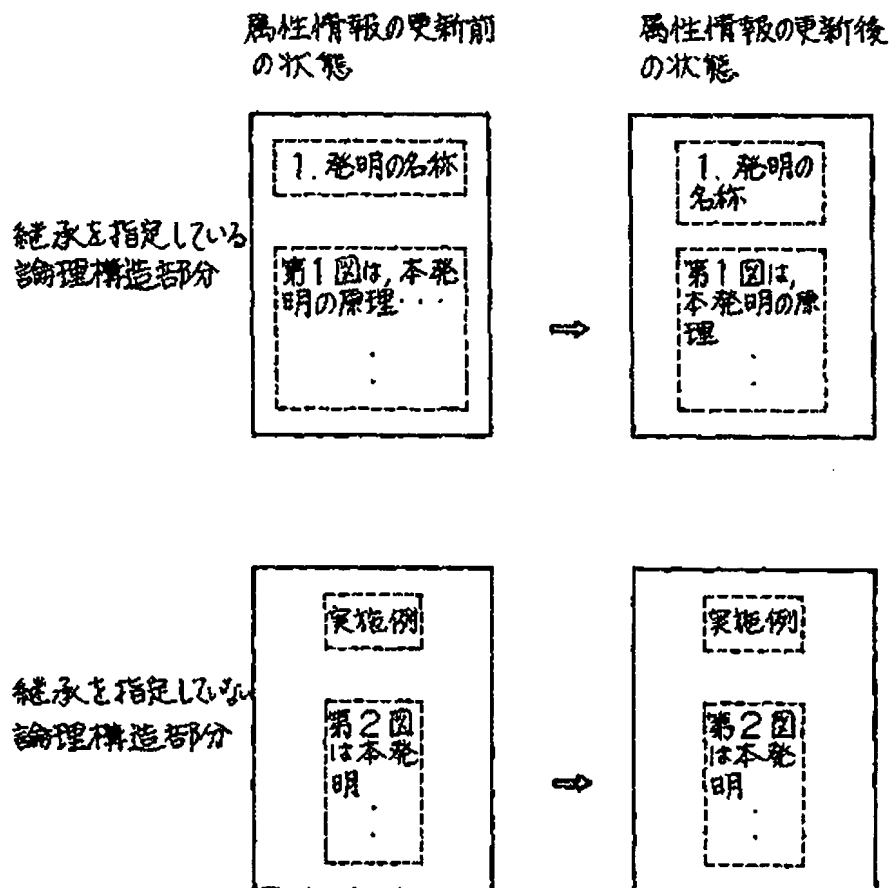 属性情報の更新前
の状態
属性情報の更新後
の状態
継承を指定している
論理構造部分
1. 発明の名称
第1図は,本発
明の原理・・・
・
・
⇨
1. 発明の
名称
第1図は,
本発明の原
理
・
・
継承を指定していない
論理構造部分
実施例
第2図
は本発
明
・
・
⇨
実施例
第2図
は本発
明
・
・